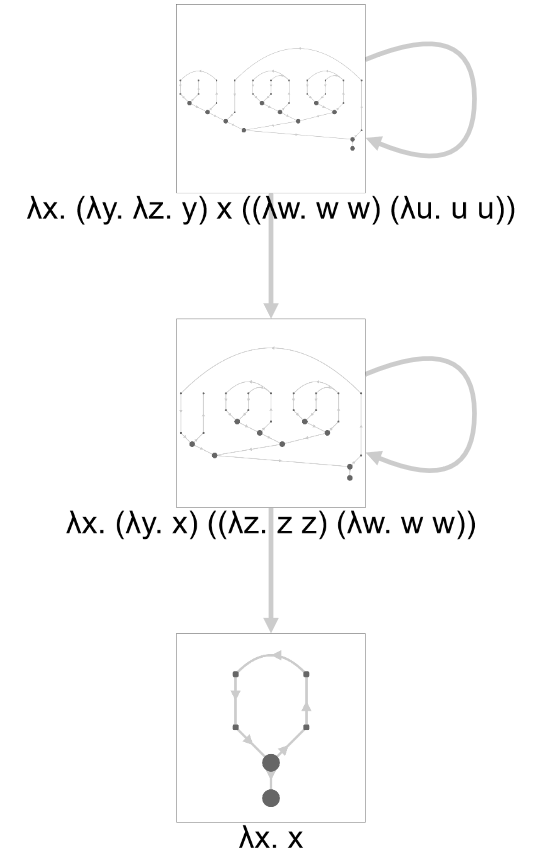 λx. (λy. λz. y) x ((λw. w w) (λu. u u))
λx. (λy. x) ((λz. z z) (λw. w w))
λx. x